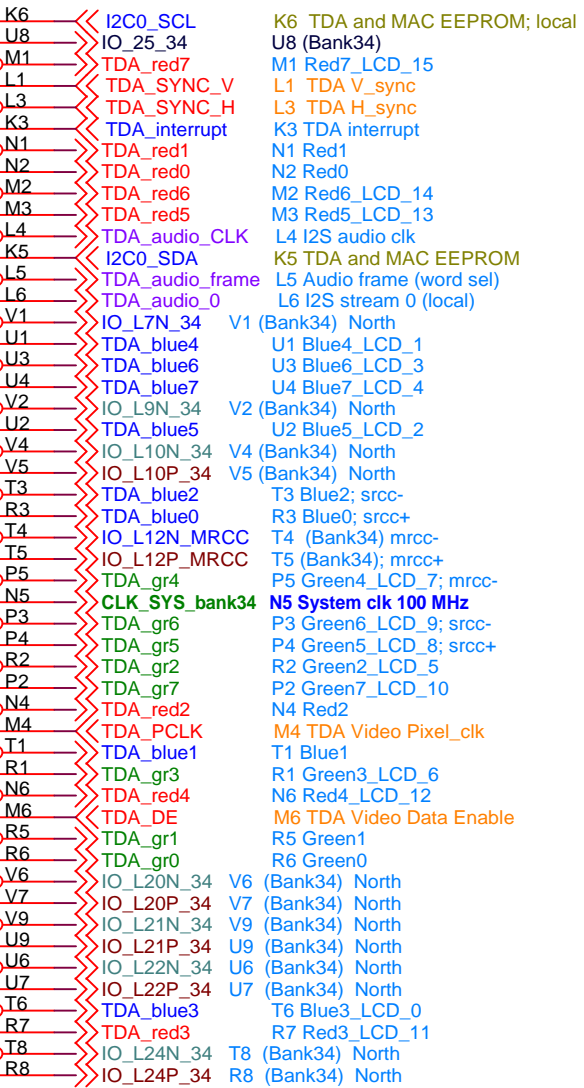 K6 I2C0_SCL K6 TDA and MAC EEPROM; local
U8 IO_25_34 U8 (Bank34)
M1 TDA_red7 M1 Red7_LCD_15
L1 TDA_SYNC_V L1 TDA V_sync
L3 TDA_SYNC_H L3 TDA H_sync
K3 TDA_interrupt K3 TDA interrupt
N1 TDA_red1 N1 Red1
N2 TDA_red0 N2 Red0
M2 TDA_red6 M2 Red6_LCD_14
M3 TDA_red5 M3 Red5_LCD_13
L4 TDA_audio_CLK L4 I2S audio clk
K5 I2C0_SDA K5 TDA and MAC EEPROM
L5 TDA_audio_frame L5 Audio frame (word sel)
L6 TDA_audio_0 L6 I2S stream 0 (local)
V1 IO_L7N_34 V1 (Bank34) North
U1 TDA_blue4 U1 Blue4_LCD_1
U3 TDA_blue6 U3 Blue6_LCD_3
U4 TDA_blue7 U4 Blue7_LCD_4
V2 IO_L9N_34 V2 (Bank34) North
U2 TDA_blue5 U2 Blue5_LCD_2
V4 IO_L10N_34 V4 (Bank34) North
V5 IO_L10P_34 V5 (Bank34) North
T3 TDA_blue2 T3 Blue2; srcc-
R3 TDA_blue0 R3 Blue0; srcc+
T4 IO_L12N_MRCC T4 (Bank34) mrcc-
T5 IO_L12P_MRCC T5 (Bank34); mrcc+
P5 TDA_gr4 P5 Green4_LCD_7; mrcc-
N5 CLK_SYS_bank34 N5 System clk 100 MHz
P3 TDA_gr6 P3 Green6_LCD_9; srcc-
P4 TDA_gr5 P4 Green5_LCD_8; srcc+
R2 TDA_gr2 R2 Green2_LCD_5
P2 TDA_gr7 P2 Green7_LCD_10
N4 TDA_red2 N4 Red2
M4 TDA_PCLK M4 TDA Video Pixel_clk
T1 TDA_blue1 T1 Blue1
R1 TDA_gr3 R1 Green3_LCD_6
N6 TDA_red4 N6 Red4_LCD_12
M6 TDA_DE M6 TDA Video Data Enable
R5 TDA_gr1 R5 Green1
R6 TDA_gr0 R6 Green0
V6 IO_L20N_34 V6 (Bank34) North
V7 IO_L20P_34 V7 (Bank34) North
V9 IO_L21N_34 V9 (Bank34) North
U9 IO_L21P_34 U9 (Bank34) North
U6 IO_L22N_34 U6 (Bank34) North
U7 IO_L22P_34 U7 (Bank34) North
T6 TDA_blue3 T6 Blue3_LCD_0
R7 TDA_red3 R7 Red3_LCD_11
T8 IO_L24N_34 T8 (Bank34) North
R8 IO_L24P_34 R8 (Bank34) North